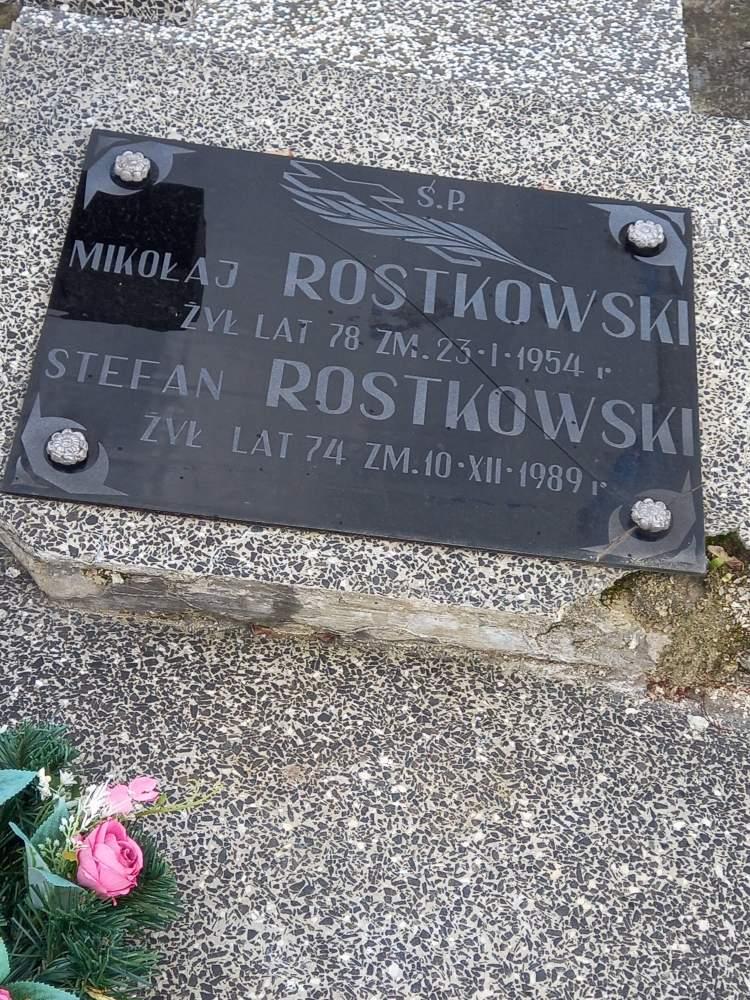 Ś.P.
MIKOŁAJ ROSTKOWSKI
ŻYŁ LAT 78 ZM. 23·I·1954 r
STEFAN ROSTKOWSKI
ŻYŁ LAT 74 ZM. 10·XII·1989 r